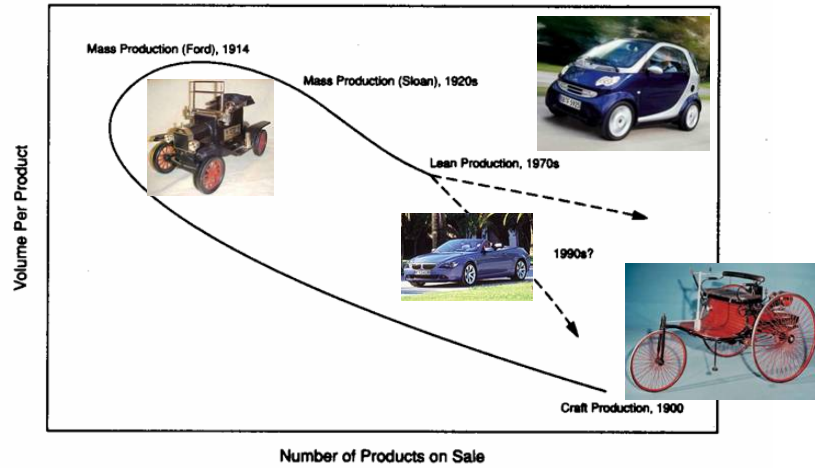 Mass Production (Ford), 1914
Mass Production (Sloan), 1920s
Lean Production, 1970s
1990s?
Craft Production, 1900
Volume Per Product
Number of Products on Sale